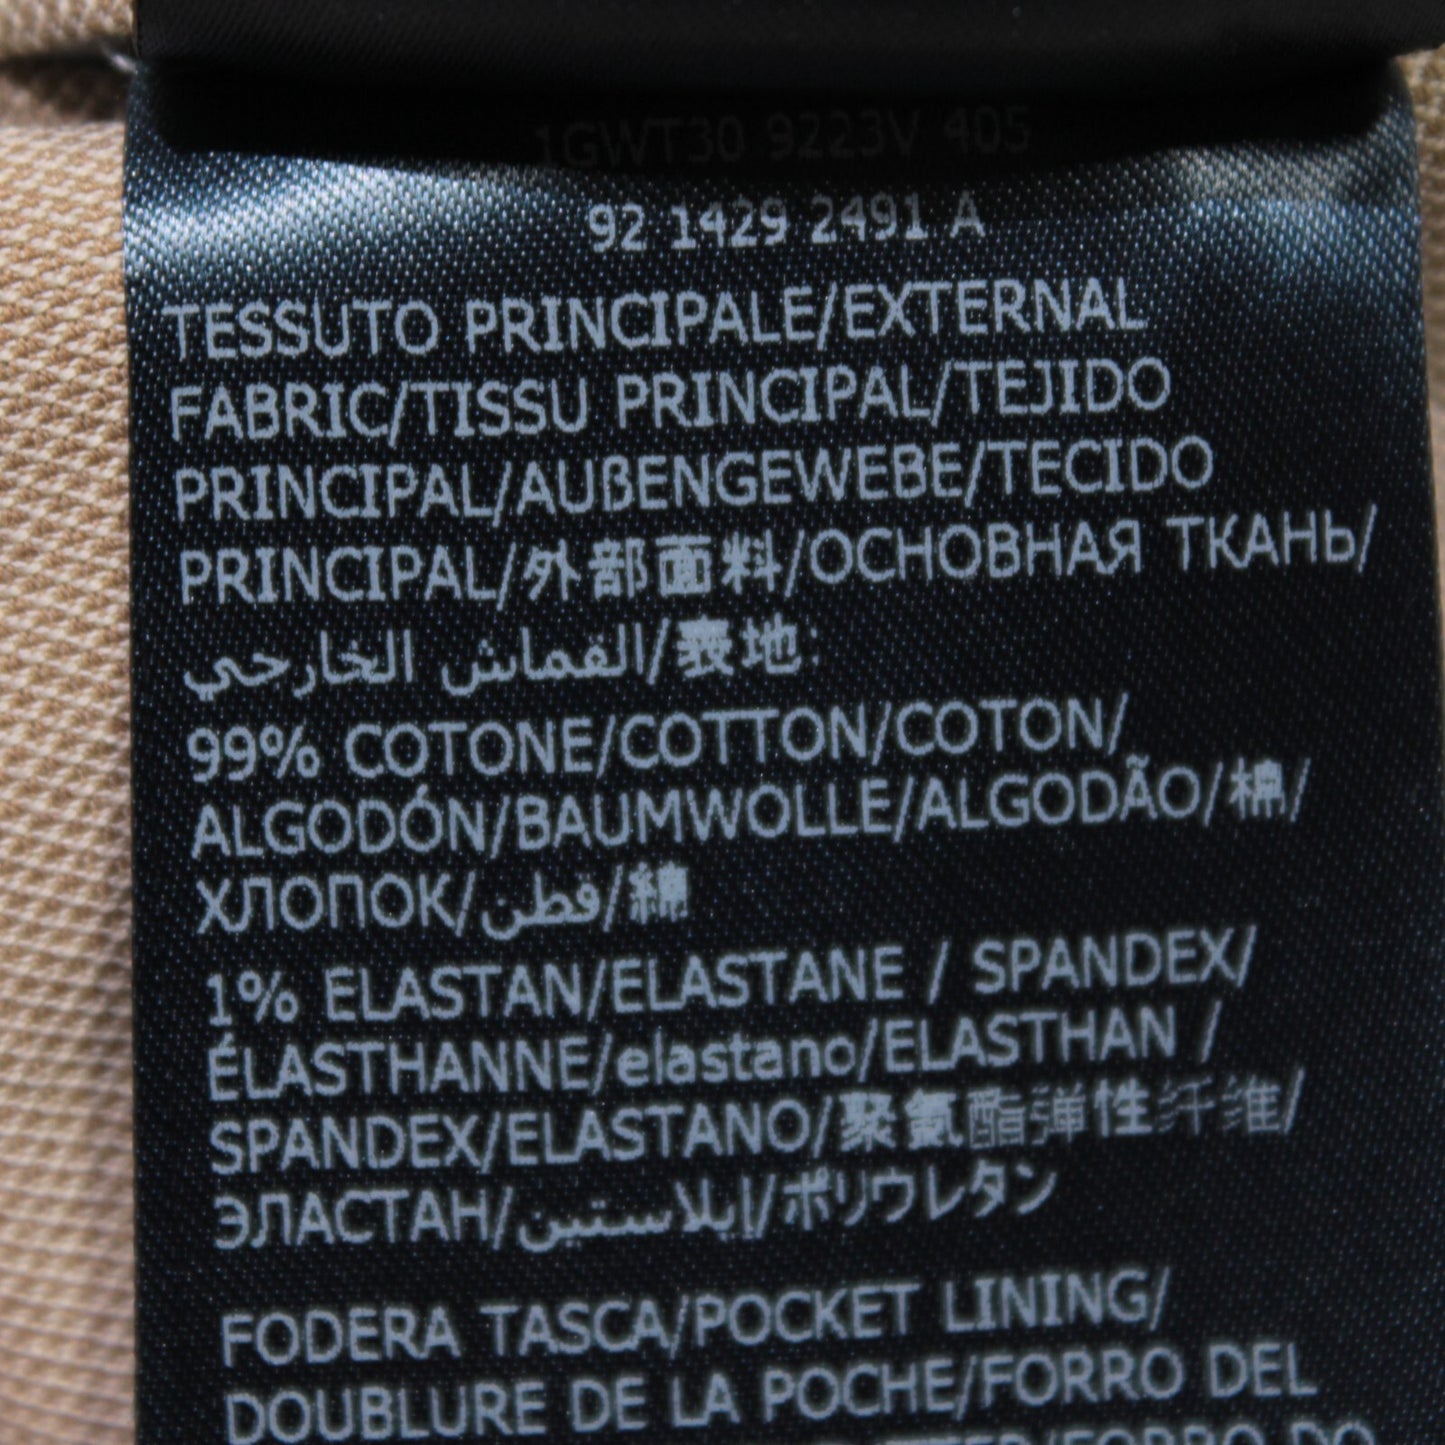 1GWT30 9223V 405
92 1429 2491 A
TESSUTO PRINCIPALE/EXTERNAL
FABRIC/TISSU PRINCIPAL/TEJIDO
PRINCIPAL/AUßENGEWEBE/TECIDO
PRINCIPAL/外部面料/ОСНОВНАЯ ТКАНЬ/
القماش الخارجي/表地:
99% COTONE/COTTON/COTON/
ALGODÓN/BAUMWOLLE/ALGODÃO/棉/
ХЛОПОК/قطن/綿
1% ELASTAN/ELASTANE / SPANDEX/
ÉLASTHANNE/elastano/ELASTHAN /
SPANDEX/ELASTANO/聚氨酯弹性纤维/
ЭЛАСТАН/إيلاستين/ポリウレタン
FODERA TASCA/POCKET LINING/
DOUBLURE DE LA POCHE/FORRO DEL
/FORRO DO